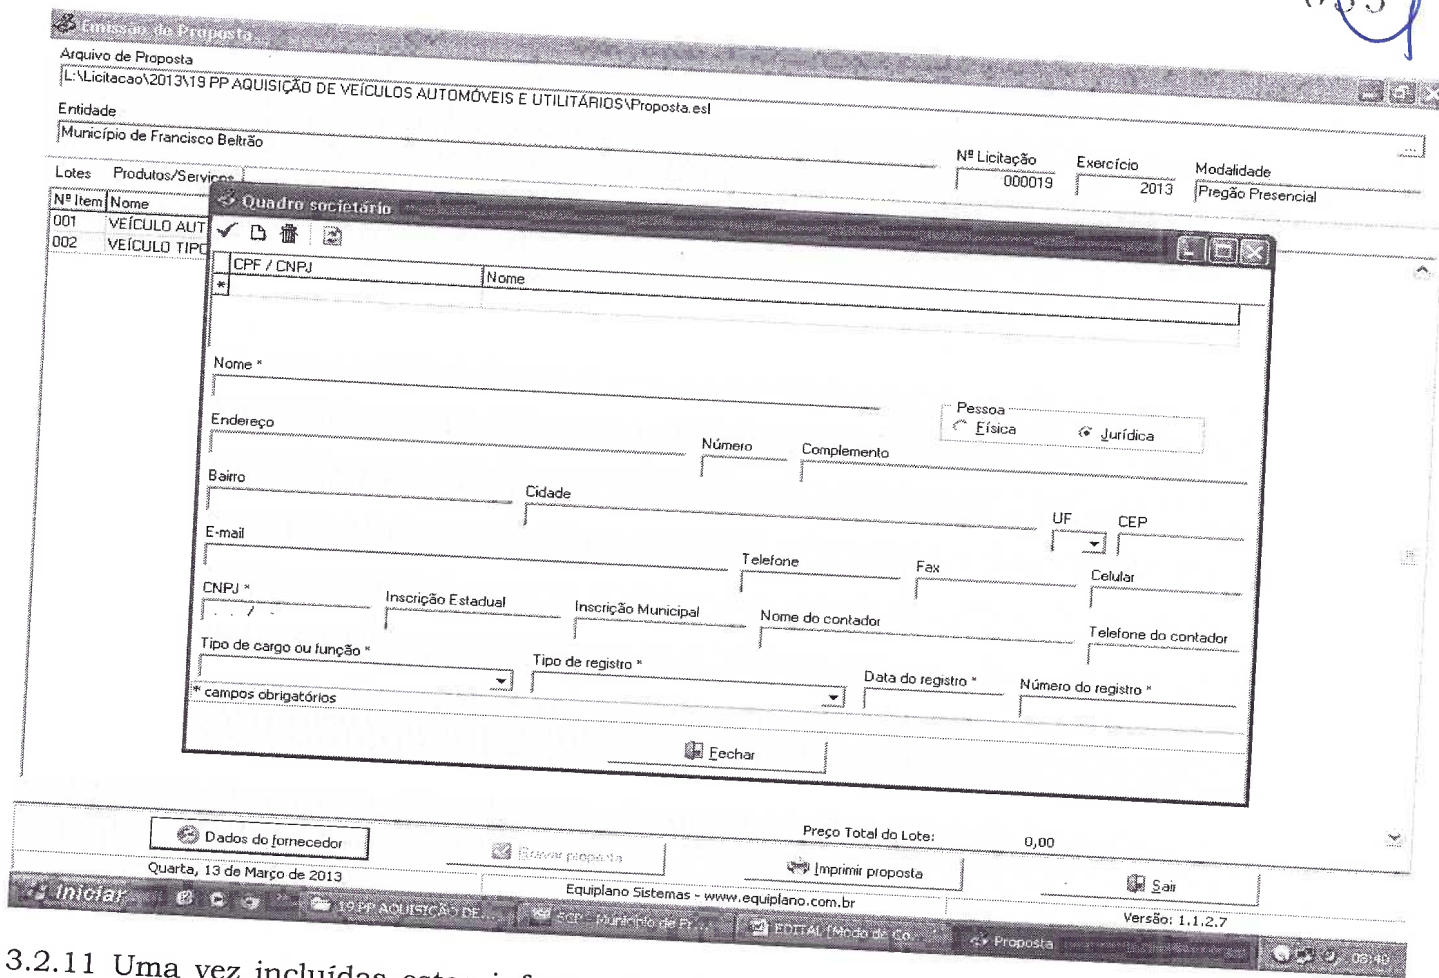 Emissão de Proposta...
Arquivo de Proposta
L:\Licitacao\2013\19 PP AQUISIÇÃO DE VEÍCULOS AUTOMÓVEIS E UTILITÁRIOS\Proposta.esl
...
Entidade
Município de Francisco Beltrão
Nº Licitação
000019
Exercício
2013
Modalidade
Pregão Presencial
Lotes Produtos/Serviços
Nº Item Nome
001 VEÍCULO AUT
002 VEÍCULO TIPO
Quadro societário
CPF / CNPJ Nome
*
Nome *
Pessoa
Física Jurídica
Endereço Número Complemento
Bairro Cidade UF CEP
E-mail Telefone Fax Celular
CNPJ * Inscrição Estadual Inscrição Municipal Nome do contador Telefone do contador
. . / -
Tipo de cargo ou função * Tipo de registro * Data do registro * Número do registro *
* campos obrigatórios
Fechar
Preço Total do Lote: 0,00
Dados do fornecedor Gravar proposta Imprimir proposta Sair
Quarta, 13 de Março de 2013 Equiplano Sistemas - www.equiplano.com.br Versão: 1.1.2.7
Iniciar 19 PP AQUISIÇÃO DE... SCP - Município de Fr... EDITAL [Modo de Co... Proposta 08:40
3.2.11 Uma vez incluídas estas